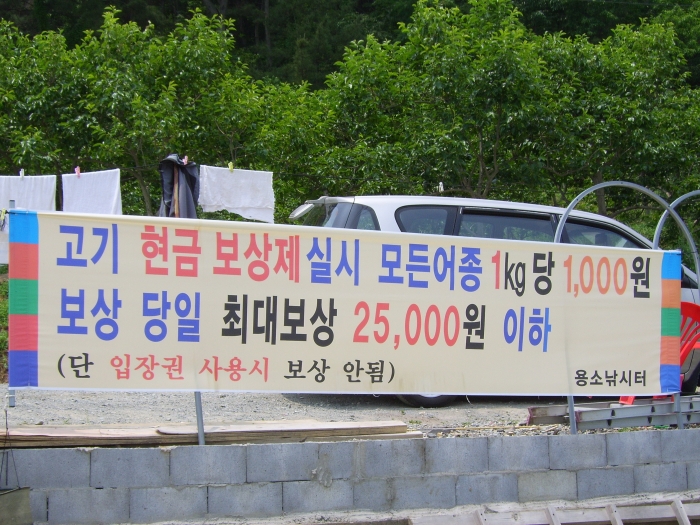 고기 현금 보상제 실시 모든어종 1kg 당 1,000원
보상 당일 최대보상 25,000원 이하
(단 입장권 사용시 보상 안됨)
용소낚시터